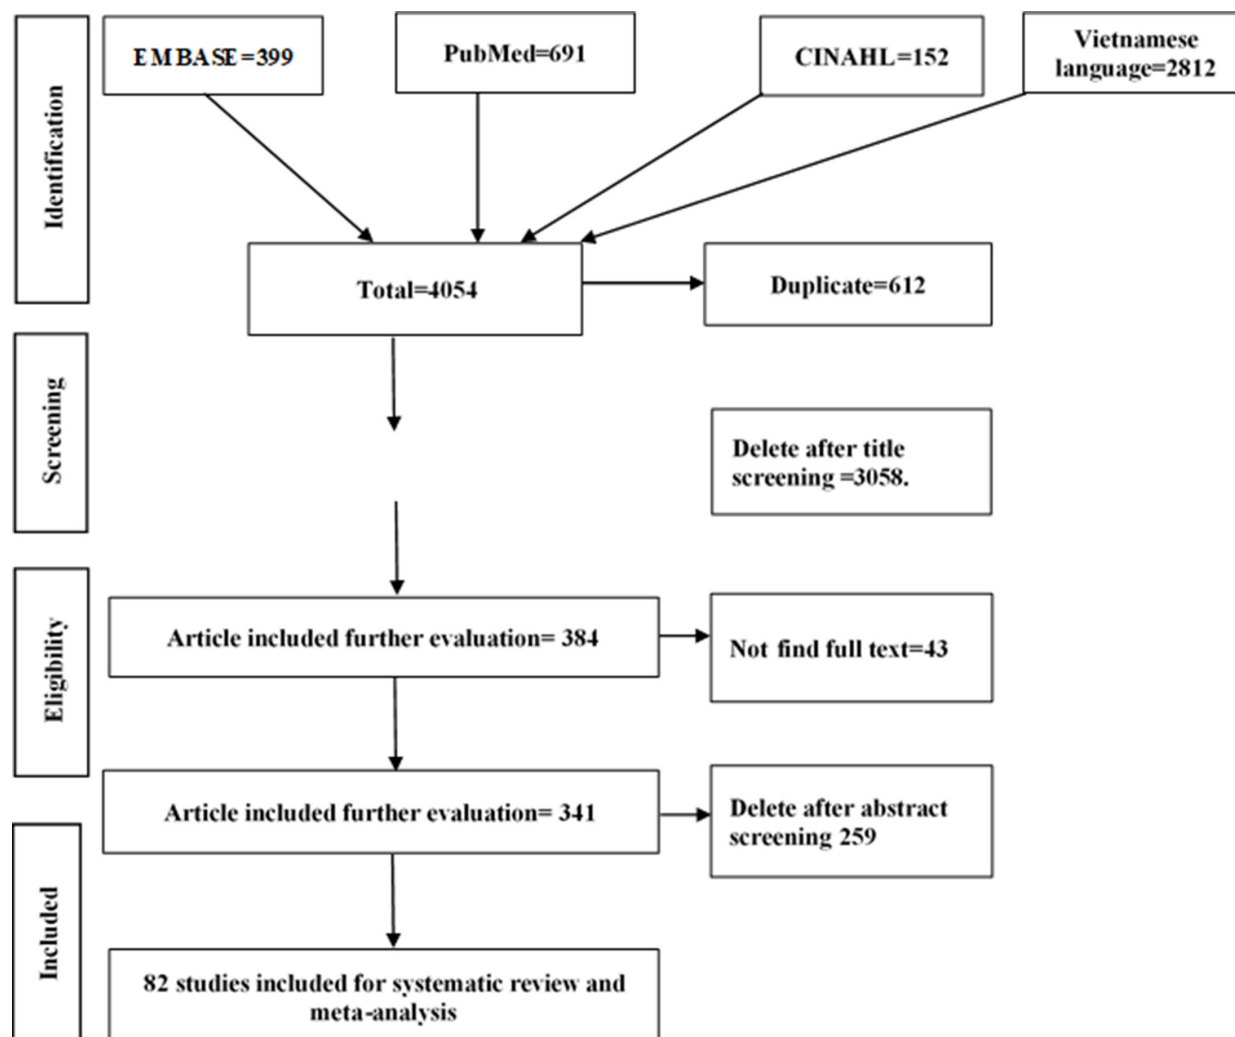 Identification
EMBASE=399
PubMed=691
CINAHL=152
Vietnamese
language=2812
Total=4054
Duplicate=612
Screening
Delete after title
screening =3058.
Eligibility
Article included further evaluation= 384
Not find full text=43
Article included further evaluation= 341
Delete after abstract
screening 259
Included
82 studies included for systematic review and
meta-analysis